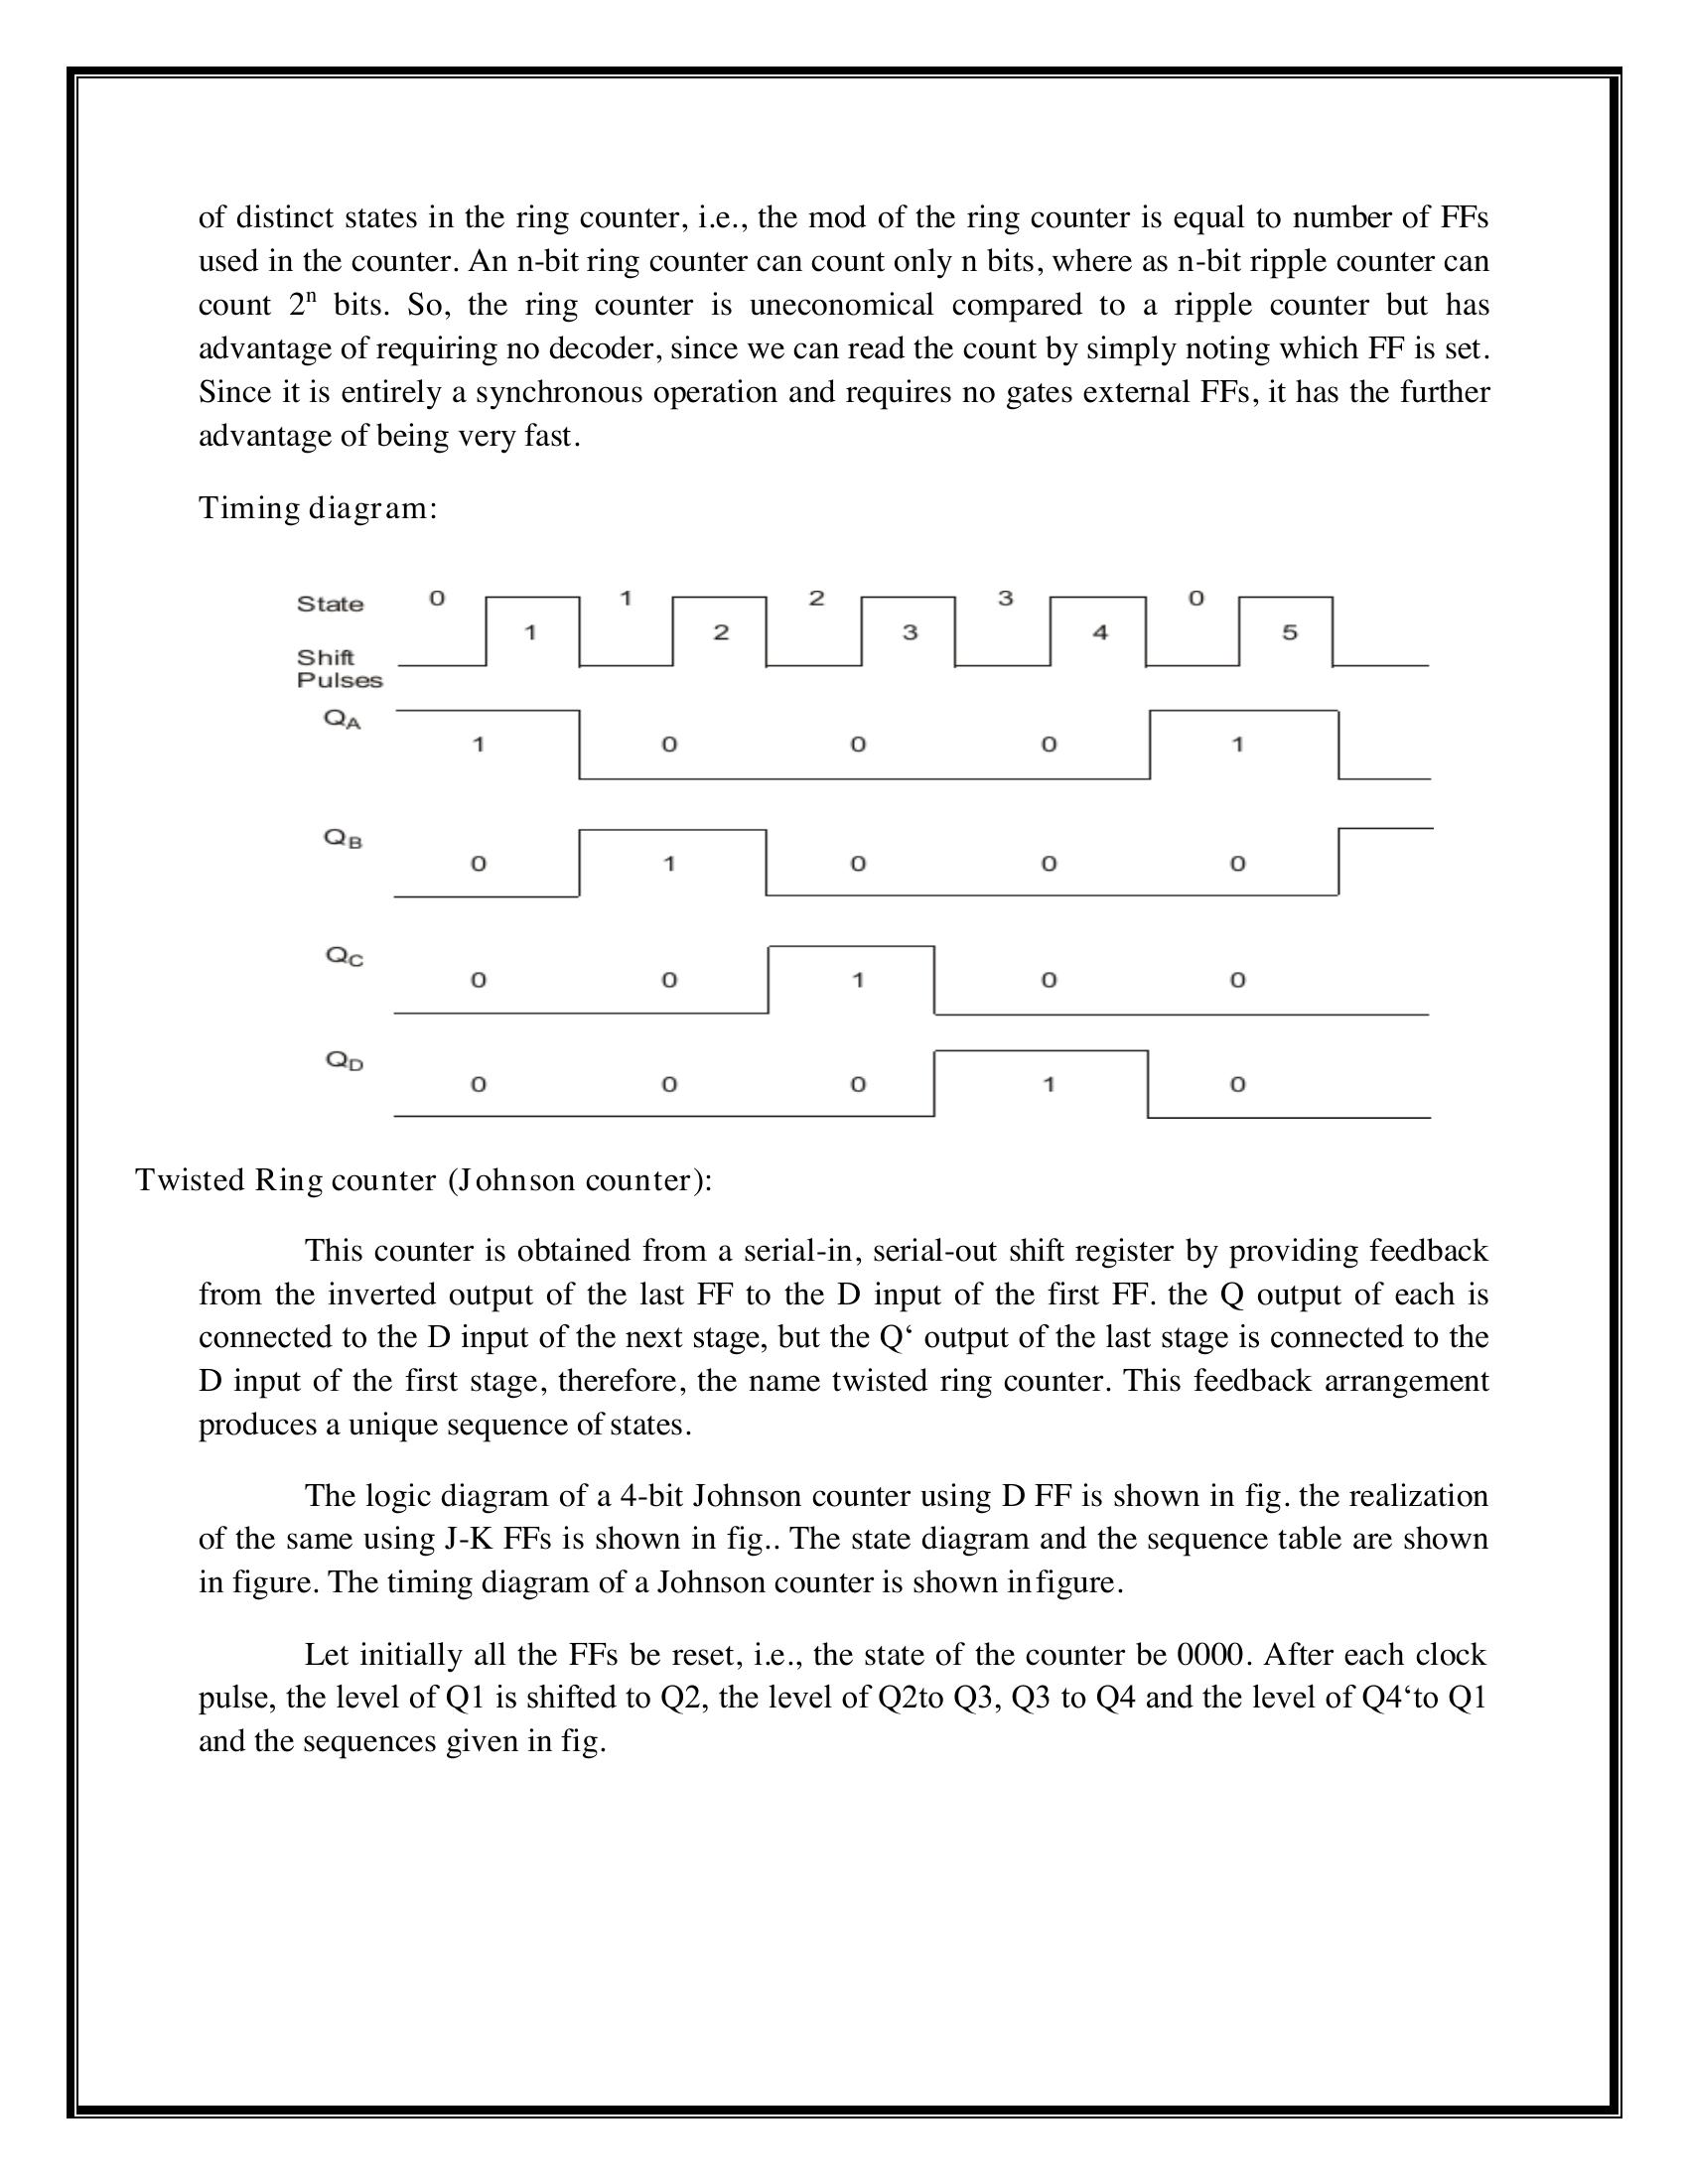 of distinct states in the ring counter, i.e., the mod of the ring counter is equal to number of FFs
used in the counter. An n-bit ring counter can count only n bits, where as n-bit ripple counter can
count 2ⁿ bits. So, the ring counter is uneconomical compared to a ripple counter but has
advantage of requiring no decoder, since we can read the count by simply noting which FF is set.
Since it is entirely a synchronous operation and requires no gates external FFs, it has the further
advantage of being very fast.
Timing diagram:
State 0 1 2 3 0
1 2 3 4 5
Shift
Pulses
QA
1 0 0 0 1
QB
0 1 0 0 0
QC
0 0 1 0 0
QD
0 0 0 1 0
Twisted Ring counter (Johnson counter):
This counter is obtained from a serial-in, serial-out shift register by providing feedback
from the inverted output of the last FF to the D input of the first FF. the Q output of each is
connected to the D input of the next stage, but the Q‘ output of the last stage is connected to the
D input of the first stage, therefore, the name twisted ring counter. This feedback arrangement
produces a unique sequence of states.
The logic diagram of a 4-bit Johnson counter using D FF is shown in fig. the realization
of the same using J-K FFs is shown in fig.. The state diagram and the sequence table are shown
in figure. The timing diagram of a Johnson counter is shown infigure.
Let initially all the FFs be reset, i.e., the state of the counter be 0000. After each clock
pulse, the level of Q1 is shifted to Q2, the level of Q2to Q3, Q3 to Q4 and the level of Q4‘to Q1
and the sequences given in fig.